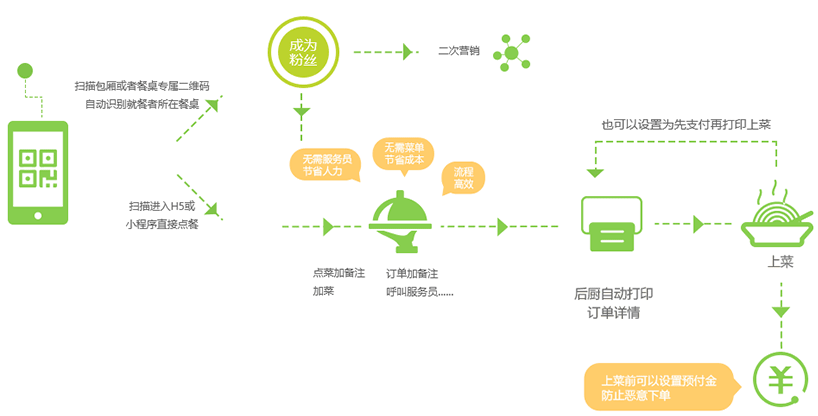 成为
粉丝
二次营销
扫描包厢或者餐桌专属二维码
自动识别就餐者所在餐桌
也可以设置为先支付再打印上菜
无需服务员
节省人力
无需菜单
节省成本
流程
高效
扫描进入H5或
小程序直接点餐
点菜加备注
加菜
订单加备注
呼叫服务员......
后厨自动打印
订单详情
上菜
上菜前可以设置预付金
防止恶意下单
¥